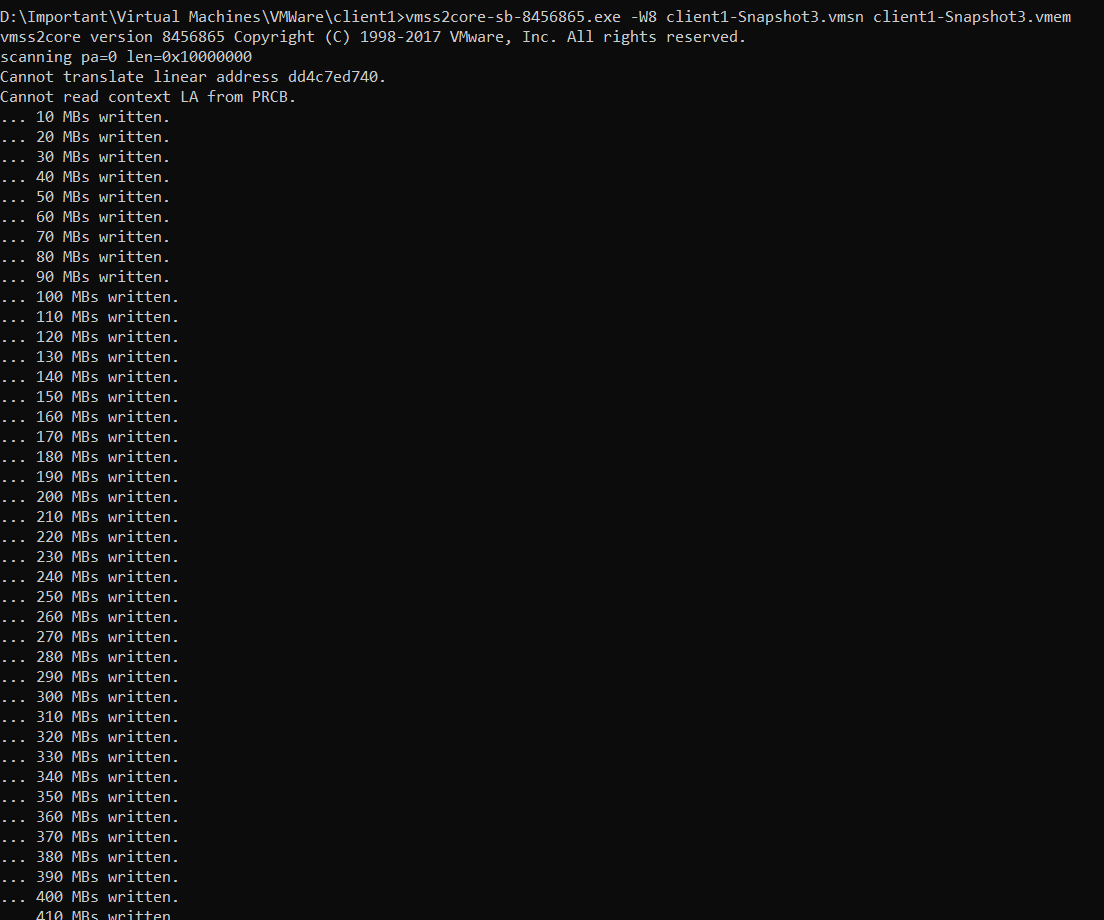 D:\Important\Virtual Machines\VMWare\client1>vmss2core-sb-8456865.exe -W8 client1-Snapshot3.vmsn client1-Snapshot3.vmem
vmss2core version 8456865 Copyright (C) 1998-2017 VMware, Inc. All rights reserved.
scanning pa=0 len=0x10000000
Cannot translate linear address dd4c7ed740.
Cannot read context LA from PRCB.
... 10 MBs written.
... 20 MBs written.
... 30 MBs written.
... 40 MBs written.
... 50 MBs written.
... 60 MBs written.
... 70 MBs written.
... 80 MBs written.
... 90 MBs written.
... 100 MBs written.
... 110 MBs written.
... 120 MBs written.
... 130 MBs written.
... 140 MBs written.
... 150 MBs written.
... 160 MBs written.
... 170 MBs written.
... 180 MBs written.
... 190 MBs written.
... 200 MBs written.
... 210 MBs written.
... 220 MBs written.
... 230 MBs written.
... 240 MBs written.
... 250 MBs written.
... 260 MBs written.
... 270 MBs written.
... 280 MBs written.
... 290 MBs written.
... 300 MBs written.
... 310 MBs written.
... 320 MBs written.
... 330 MBs written.
... 340 MBs written.
... 350 MBs written.
... 360 MBs written.
... 370 MBs written.
... 380 MBs written.
... 390 MBs written.
... 400 MBs written.
410 MBs written